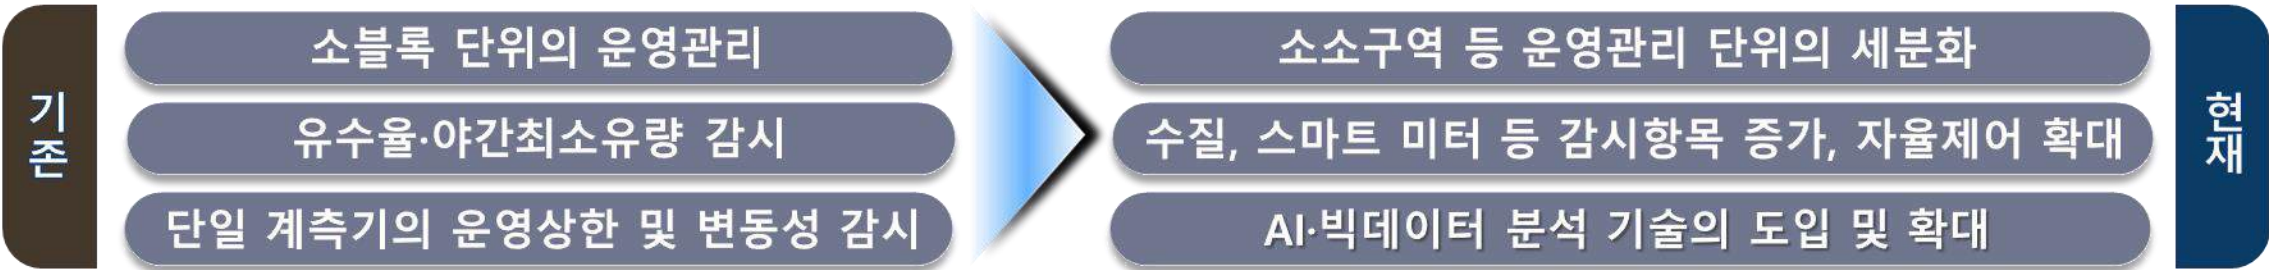 기존
소블록 단위의 운영관리
유수율·야간최소유량 감시
단일 계측기의 운영상한 및 변동성 감시
소소구역 등 운영관리 단위의 세분화
수질, 스마트 미터 등 감시항목 증가, 자율제어 확대
AI·빅데이터 분석 기술의 도입 및 확대
현재